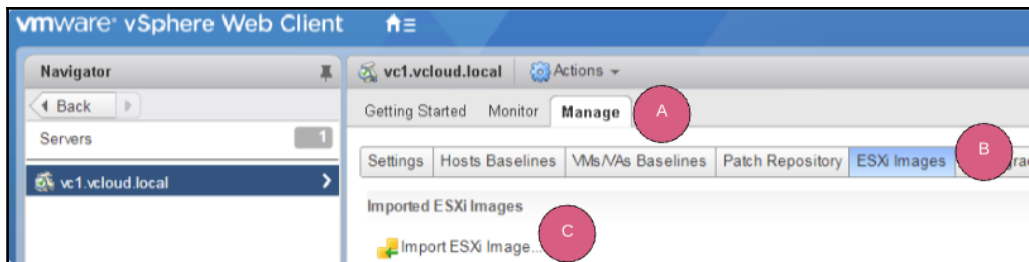 vmware® vSphere Web Client
Navigator
vc1.vcloud.local Actions
Back
Getting Started Monitor Manage A
Servers 1
Settings Hosts Baselines VMs/VAs Baselines Patch Repository ESXi Images B
vc1.vcloud.local
Imported ESXi Images
Import ESXi Image... C